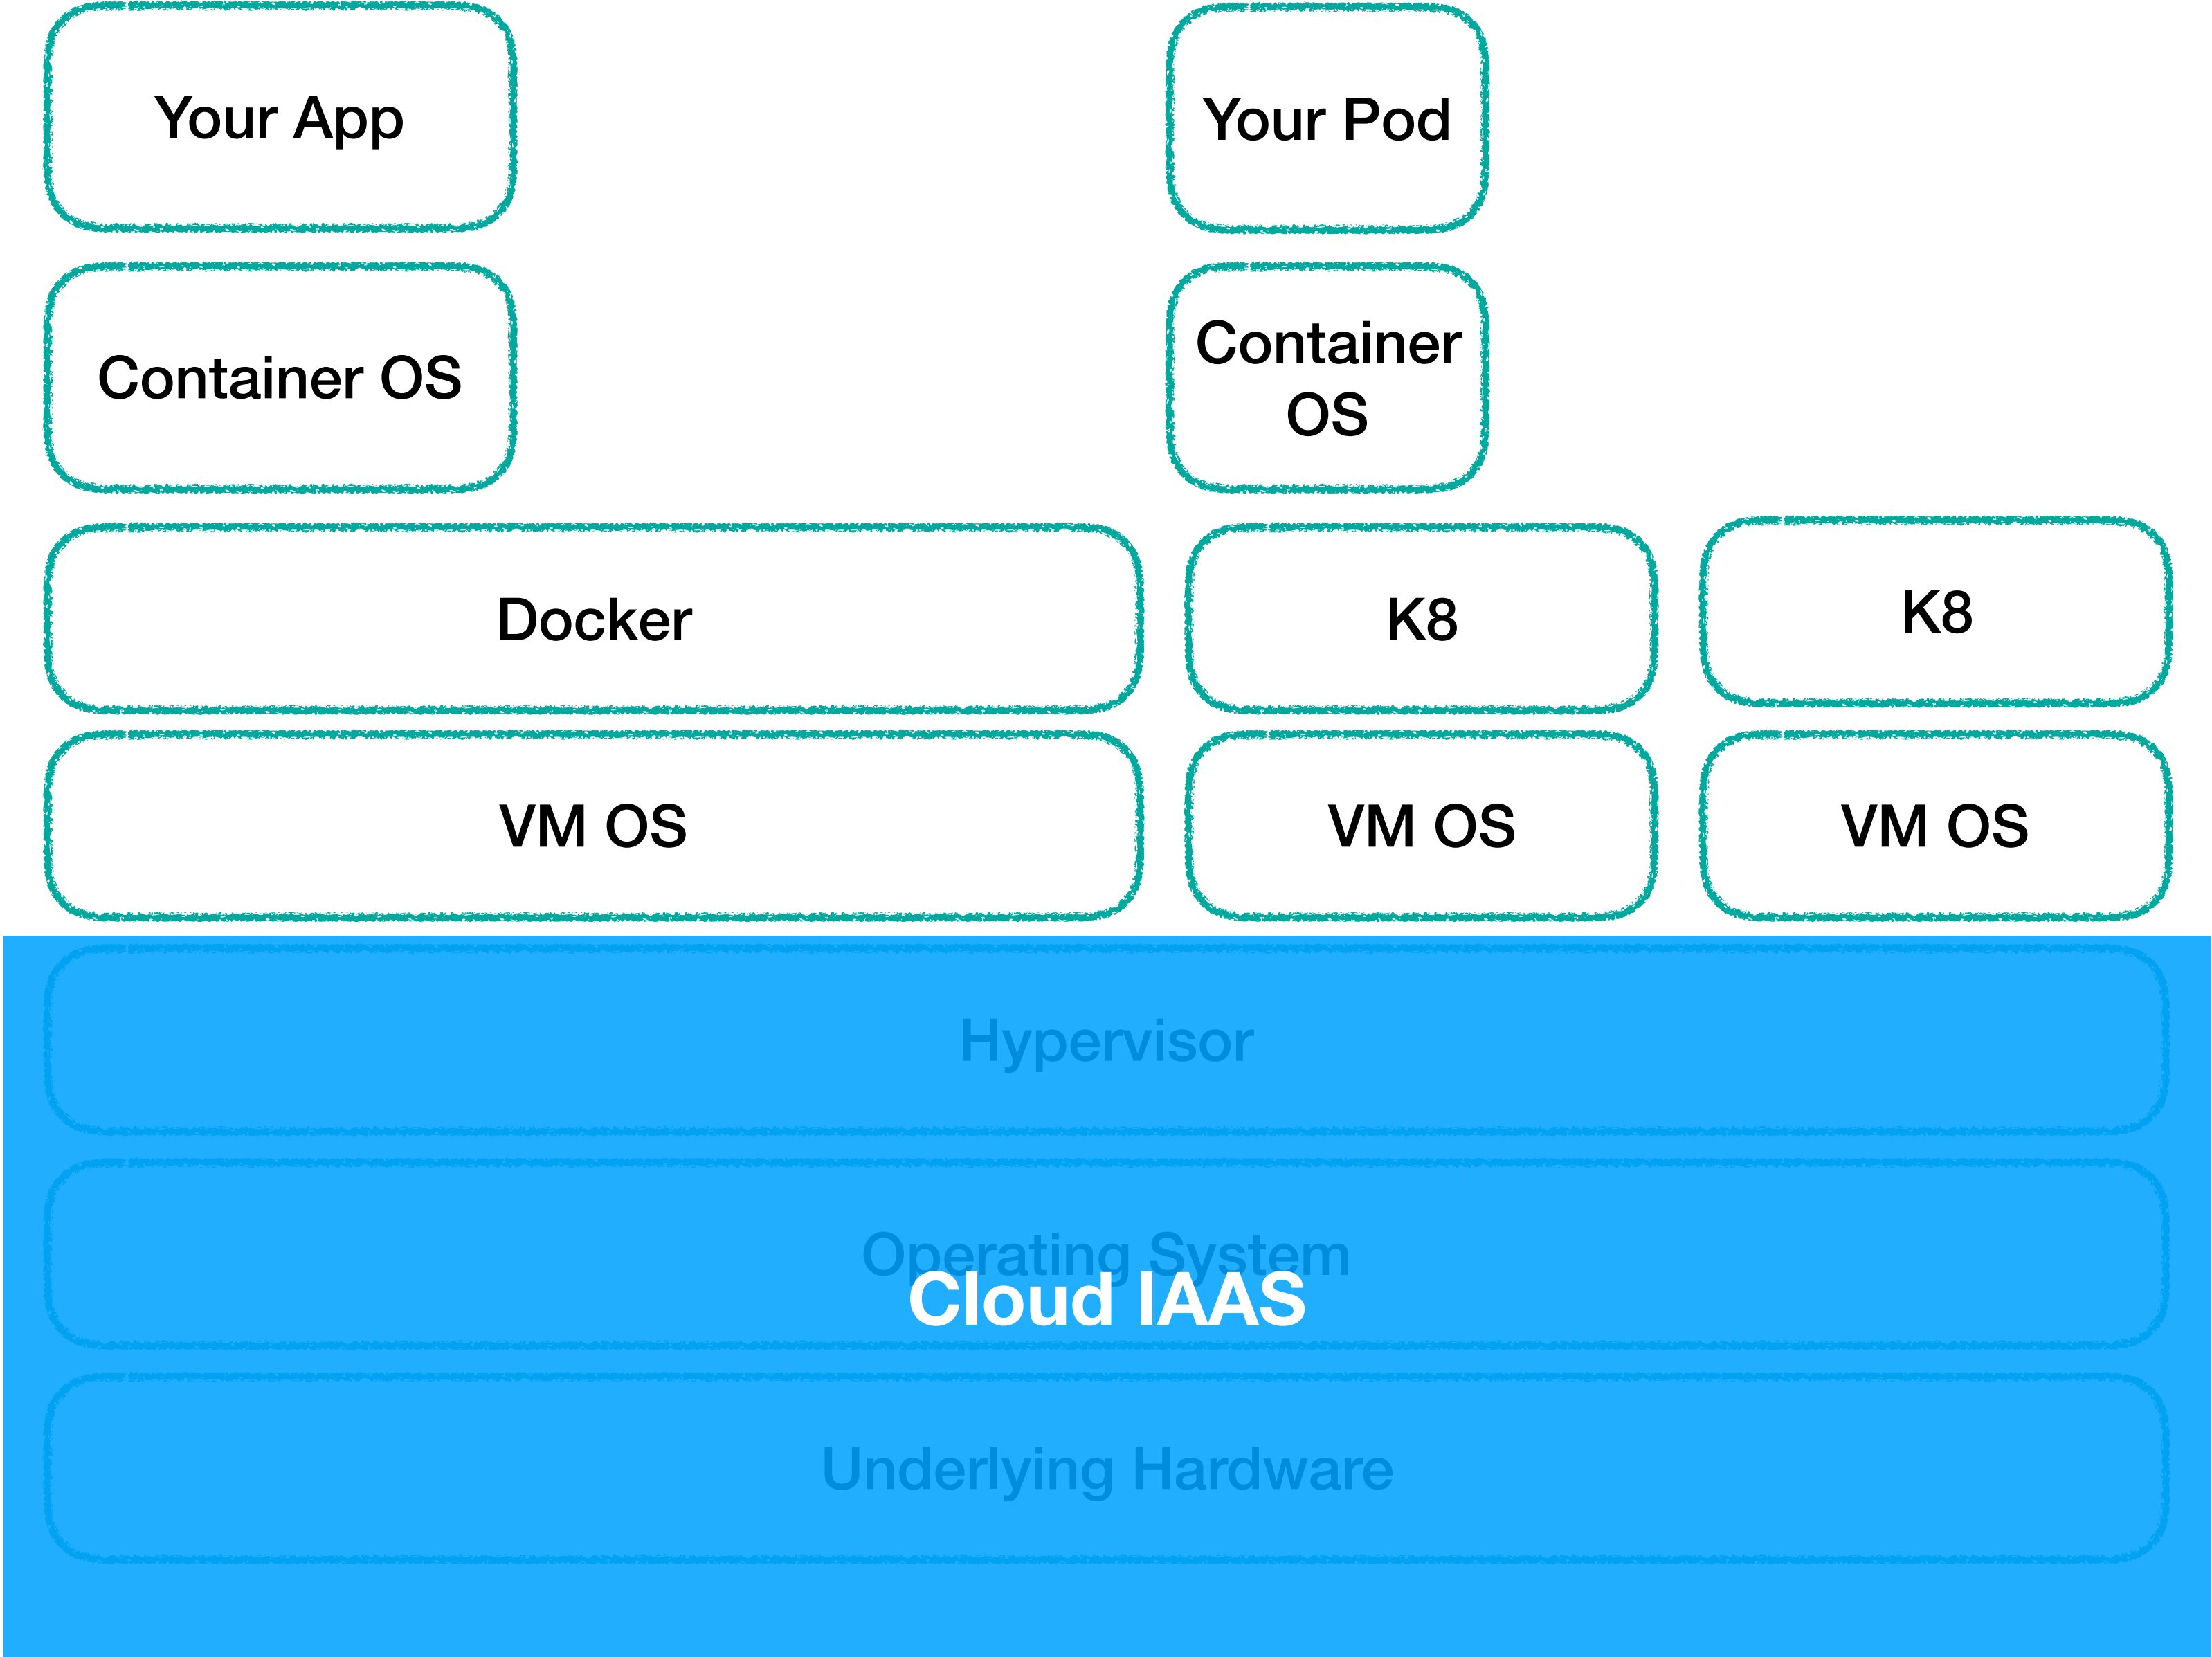 Your App
Your Pod
Container OS
Container
OS
Docker
K8
K8
VM OS
VM OS
VM OS
Hypervisor
Operating System
Cloud IAAS
Underlying Hardware